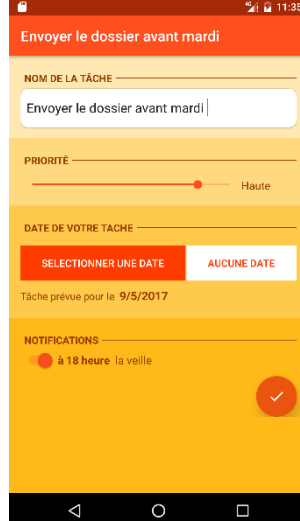 11:35
Envoyer le dossier avant
mardi
NOM DE LA TÂCHE
Envoyer le dossier avant mardi
PRIORITÉ
Haute
DATE DE VOTRE TACHE
SELECTIONNER UNE DATE AUCUNE DATE
Tâche prévue pour le 9/5/2017
NOTIFICATIONS
à 18 heure la veille